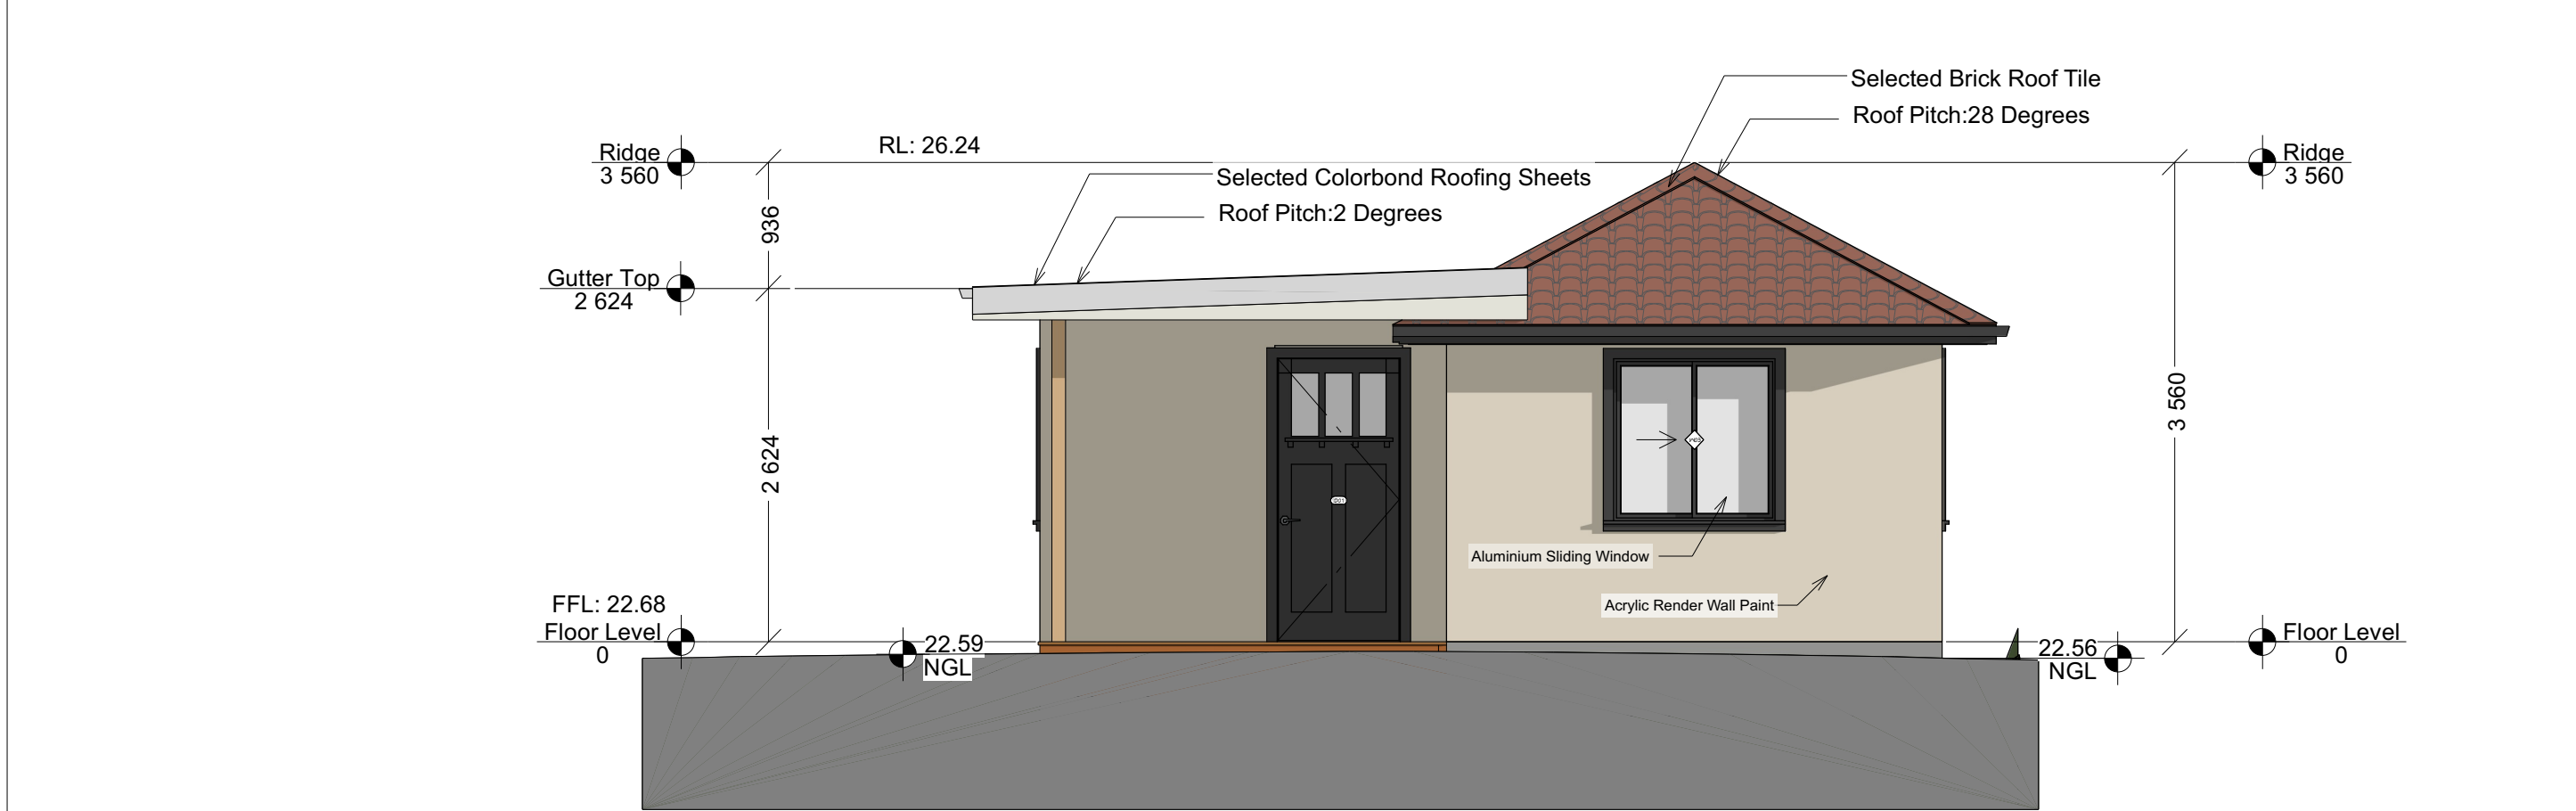 Selected Brick Roof Tile
Roof Pitch:28 Degrees
RL: 26.24
Ridge
3 560
Ridge
3 560
Selected Colorbond Roofing Sheets
Roof Pitch:2 Degrees
936
Gutter Top
2 624
2 624
3 560
Aluminium Sliding Window
Acrylic Render Wall Paint
FFL: 22.68
Floor Level
0
22.59
NGL
22.56
NGL
Floor Level
0